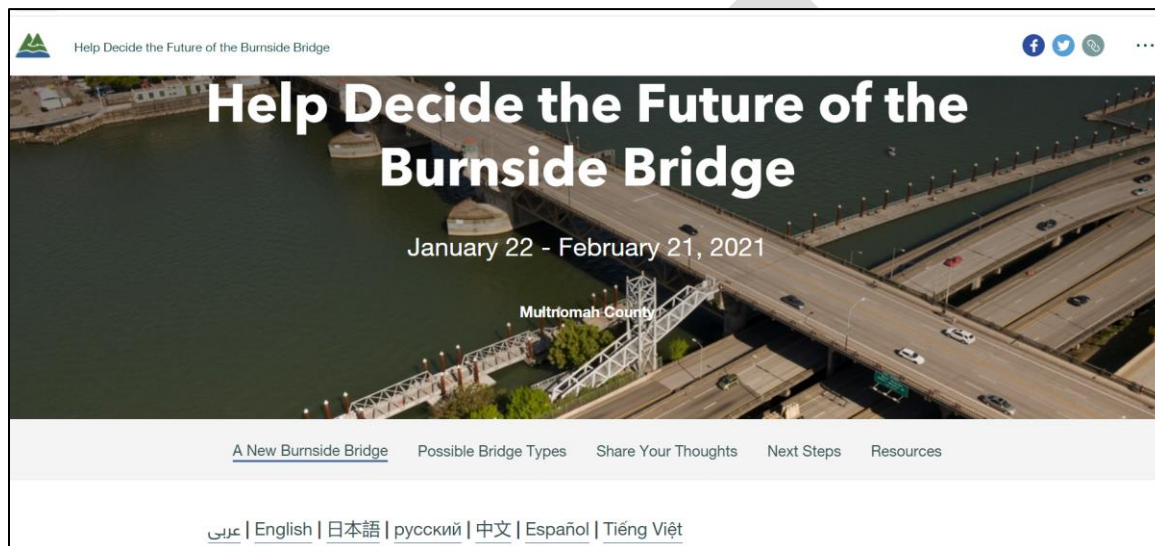 Help Decide the Future of the Burnside Bridge
Help Decide the Future of the
Burnside Bridge
January 22 - February 21, 2021
Multnomah County
A New Burnside Bridge Possible Bridge Types Share Your Thoughts Next Steps Resources
عربى | English | 日本語 | русский | 中文 | Español | Tiếng Việt